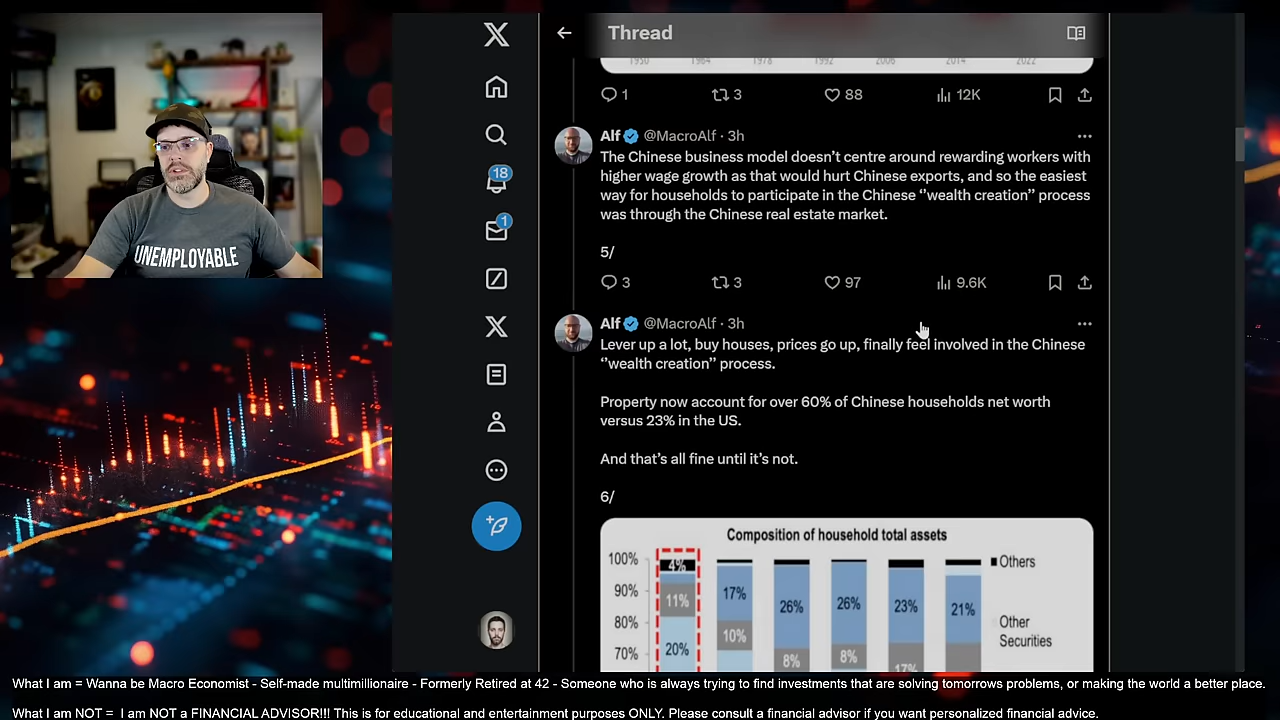 Thread
1950 1964 1978 1992 2006 2014 2022
1 3 88 12K
Alf @MacroAlf · 3h
The Chinese business model doesn’t centre around rewarding workers with
higher wage growth as that would hurt Chinese exports, and so the easiest
way for households to participate in the Chinese ‘’wealth creation’’ process
was through the Chinese real estate market.
5/
3 3 97 9.6K
Alf @MacroAlf · 3h
Lever up a lot, buy houses, prices go up, finally feel involved in the Chinese
‘’wealth creation’’ process.
Property now account for over 60% of Chinese households net worth
versus 23% in the US.
And that’s all fine until it’s not.
6/
Composition of household total assets
100%
90%
80%
70%
4%
11%
20%
17%
10%
26%
8%
26%
8%
23%
17%
21%
Others
Other
Securities
18
1
UNEMPLOYABLE
What I am = Wanna be Macro Economist - Self-made multimillionaire - Formerly Retired at 42 - Someone who is always trying to find investments that are solving tomorrows problems, or making the world a better place.
What I am NOT = I am NOT a FINANCIAL ADVISOR!!! This is for educational and entertainment purposes ONLY. Please consult a financial advisor if you want personalized financial advice.